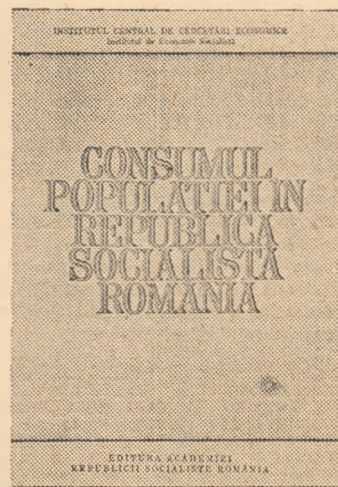 INSTITUTUL CENTRAL DE CERCETĂRI ECONOMICE
Institutul de Economie Socialistă
CONSUMUL
POPULAȚIEI ÎN
REPUBLICA
SOCIALISTĂ
ROMÂNIA
EDITURA ACADEMIEI
REPUBLICII SOCIALISTE ROMÂNIA